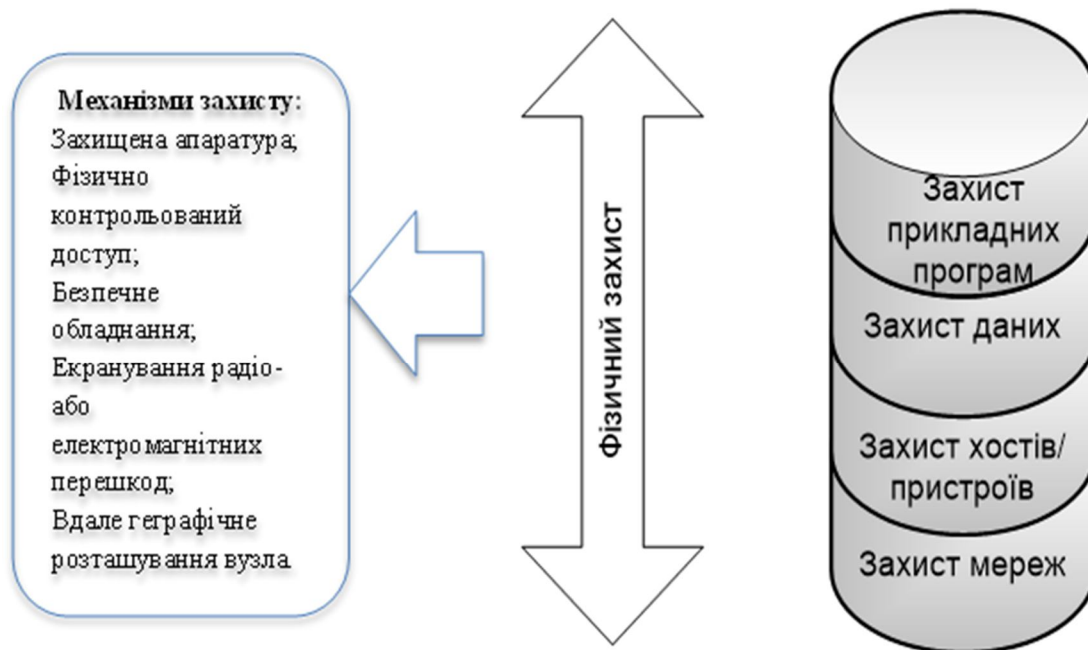 Механізми захисту:
Захищена апаратура;
Фізично
контрольований
доступ;
Безпечне
обладнання;
Екранування радіо-
або
електромагнітних
перешкод;
Вдале геграфічне
розташування вузла
Фізичний захист
Захист
прикладних
програм
Захист даних
Захист хостів/
пристроїв
Захист мереж